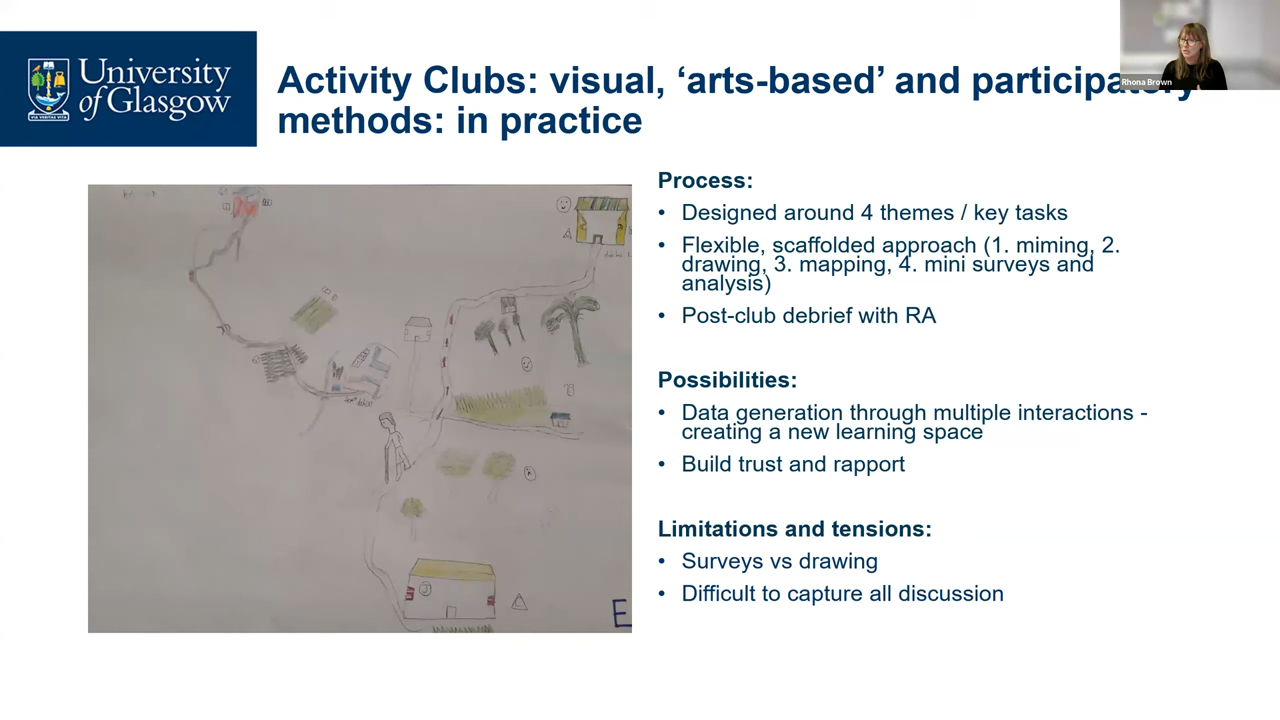 University
of Glasgow
VIA VERITAS VITA
Activity Clubs: visual, ‘arts-based’ and participatory
methods: in practice
Rhona Brown
Process:
• Designed around 4 themes / key tasks
• Flexible, scaffolded approach (1. miming, 2.
drawing, 3. mapping, 4. mini surveys and
analysis)
• Post-club debrief with RA
Possibilities:
• Data generation through multiple interactions -
creating a new learning space
• Build trust and rapport
Limitations and tensions:
• Surveys vs drawing
• Difficult to capture all discussion
E